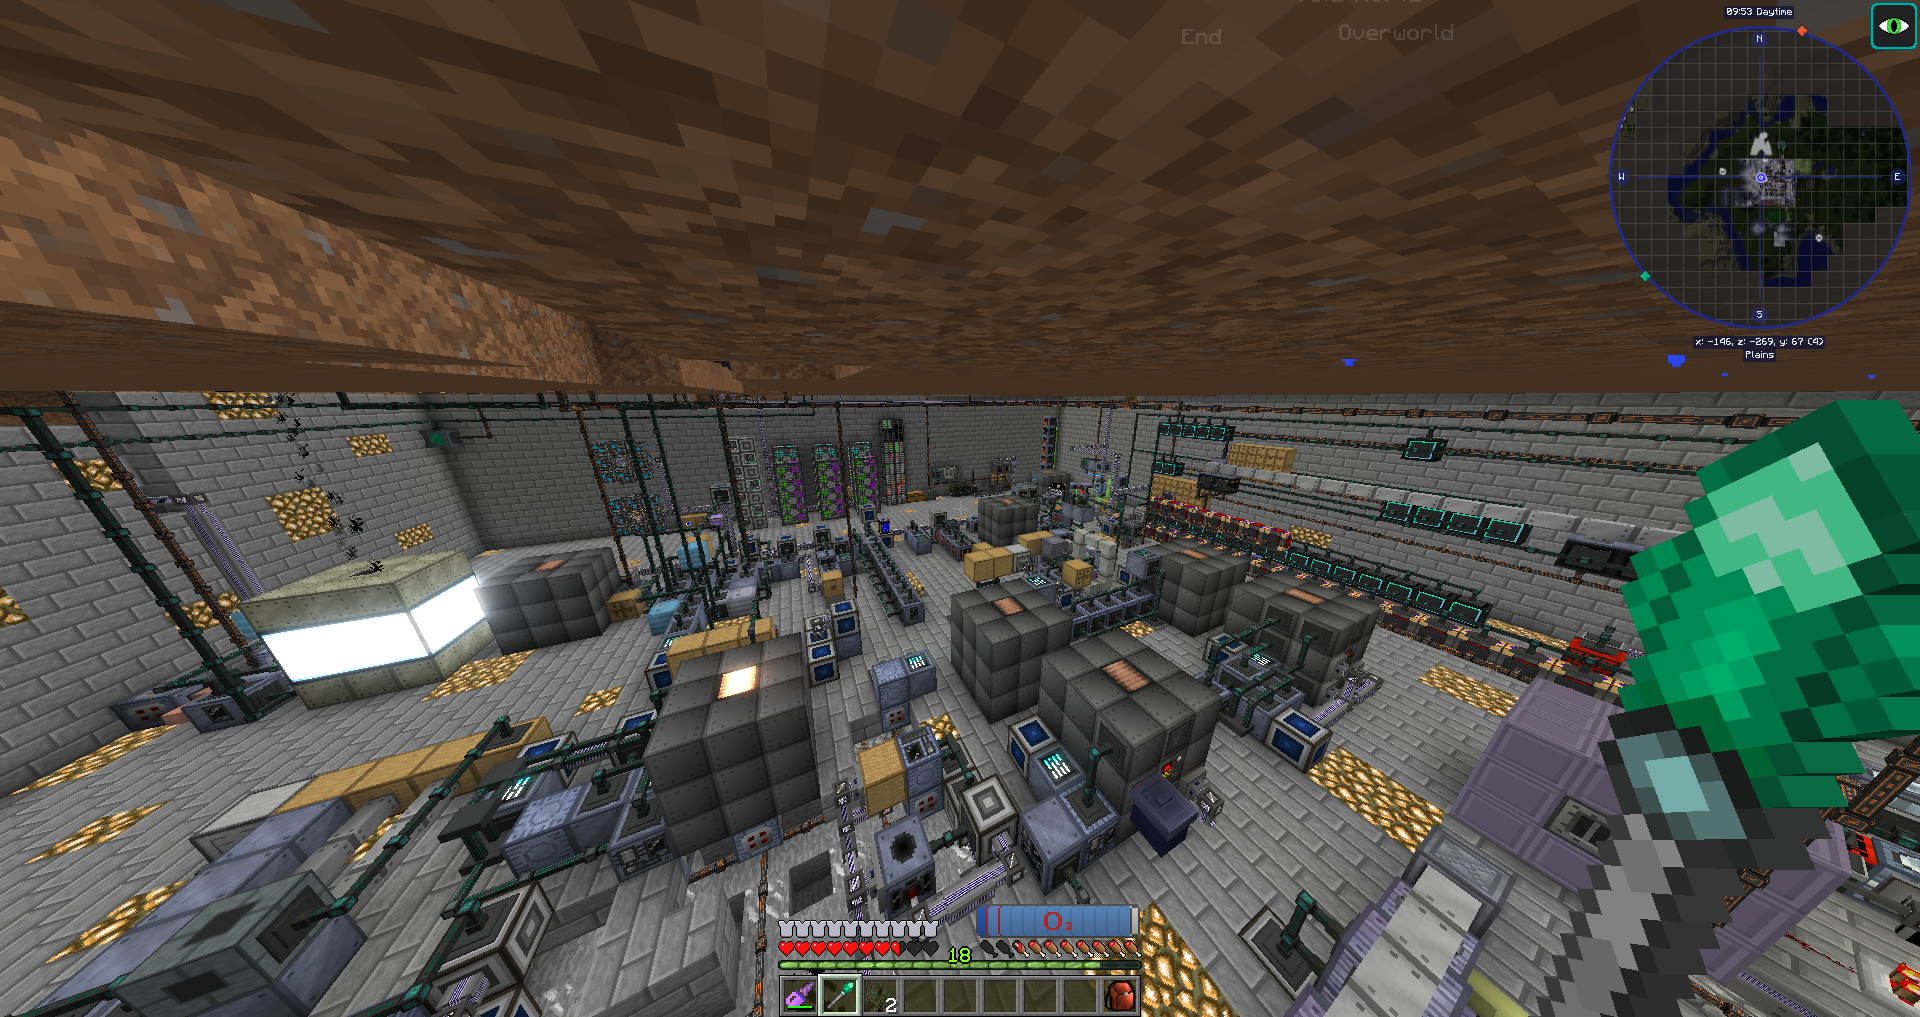 End
Overworld
09:53 Daytime
N
W
E
S
x: -146, z: -269, y: 67 (4)
Plains
O₂
18
2